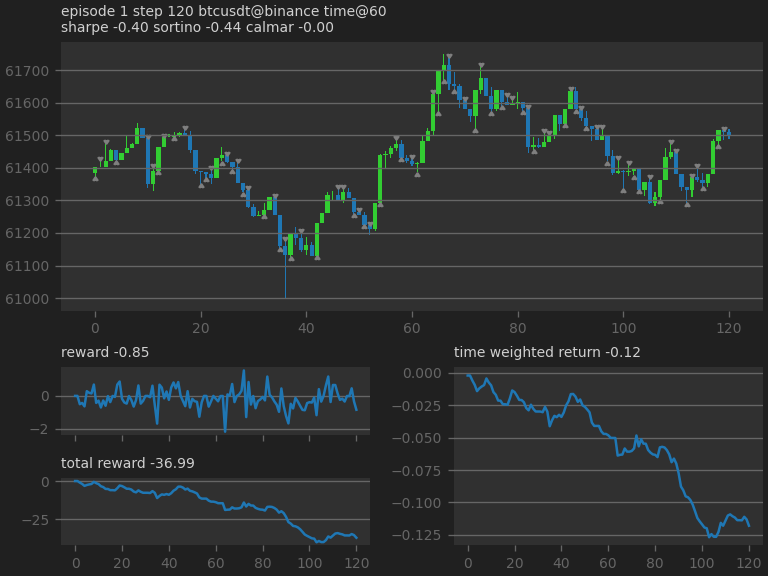 episode 1 step 120 btcusdt@binance time@60
sharpe -0.40 sortino -0.44 calmar -0.00
61700
61600
61500
61400
61300
61200
61100
61000
0 20 40 60 80 100 120
reward -0.85
0
−2
total reward -36.99
0
−25
0 20 40 60 80 100 120
time weighted return -0.12
0.000
−0.025
−0.050
−0.075
−0.100
−0.125
0 20 40 60 80 100 120